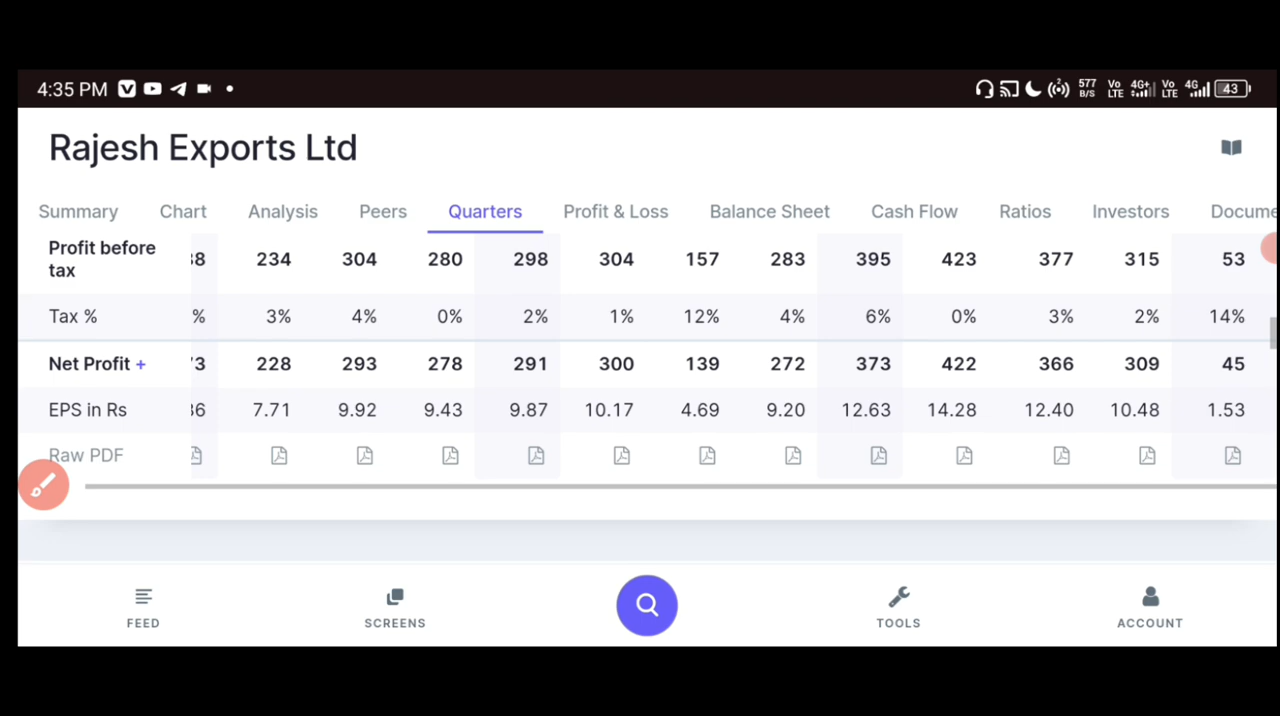 4:35 PM 577 B/S Vo LTE 4G+ Vo LTE 4G 43
Rajesh Exports Ltd
Summary Chart Analysis Peers Quarters Profit & Loss Balance Sheet Cash Flow Ratios Investors Docume
Profit before
tax 38 234 304 280 298 304 157 283 395 423 377 315 53
Tax % % 3% 4% 0% 2% 1% 12% 4% 6% 0% 3% 2% 14%
Net Profit + 73 228 293 278 291 300 139 272 373 422 366 309 45
EPS in Rs 36 7.71 9.92 9.43 9.87 10.17 4.69 9.20 12.63 14.28 12.40 10.48 1.53
Raw PDF
FEED SCREENS TOOLS ACCOUNT